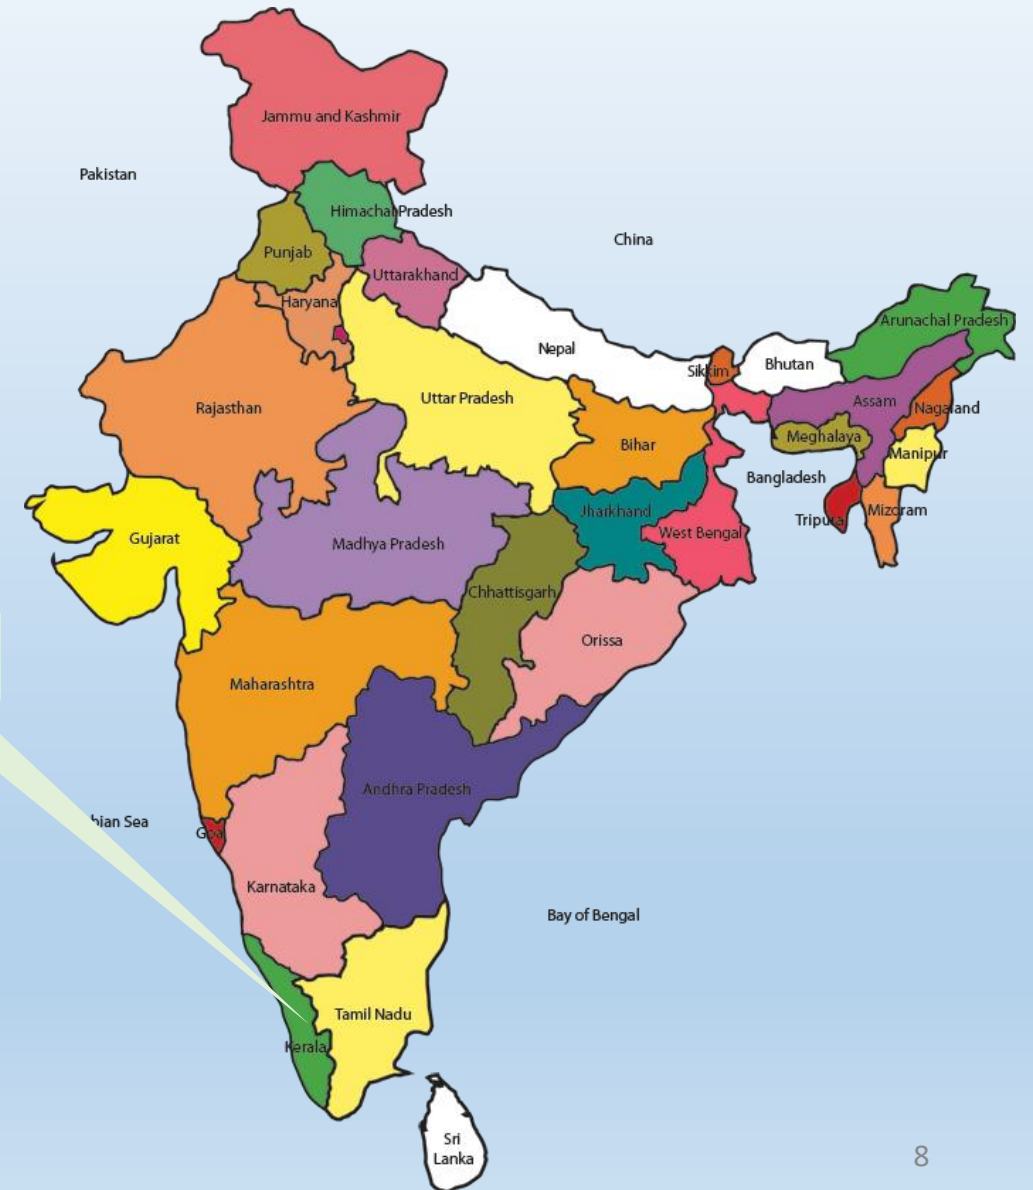 Jammu and Kashmir
Pakistan
Himachal Pradesh
China
Punjab
Uttarakhand
Haryana
Arunachal Pradesh
Nepal
Bhutan
Sikkim
Uttar Pradesh
Assam
Rajasthan
Nagaland
Meghalaya
Bihar
Manipur
Bangladesh
Jharkhand
Mizoram
Tripura
West Bengal
Gujarat
Madhya Pradesh
Chhattisgarh
Orissa
Maharashtra
Andhra Pradesh
bian Sea
Goa
Karnataka
Bay of Bengal
Tamil Nadu
Kerala
Sri
Lanka
8